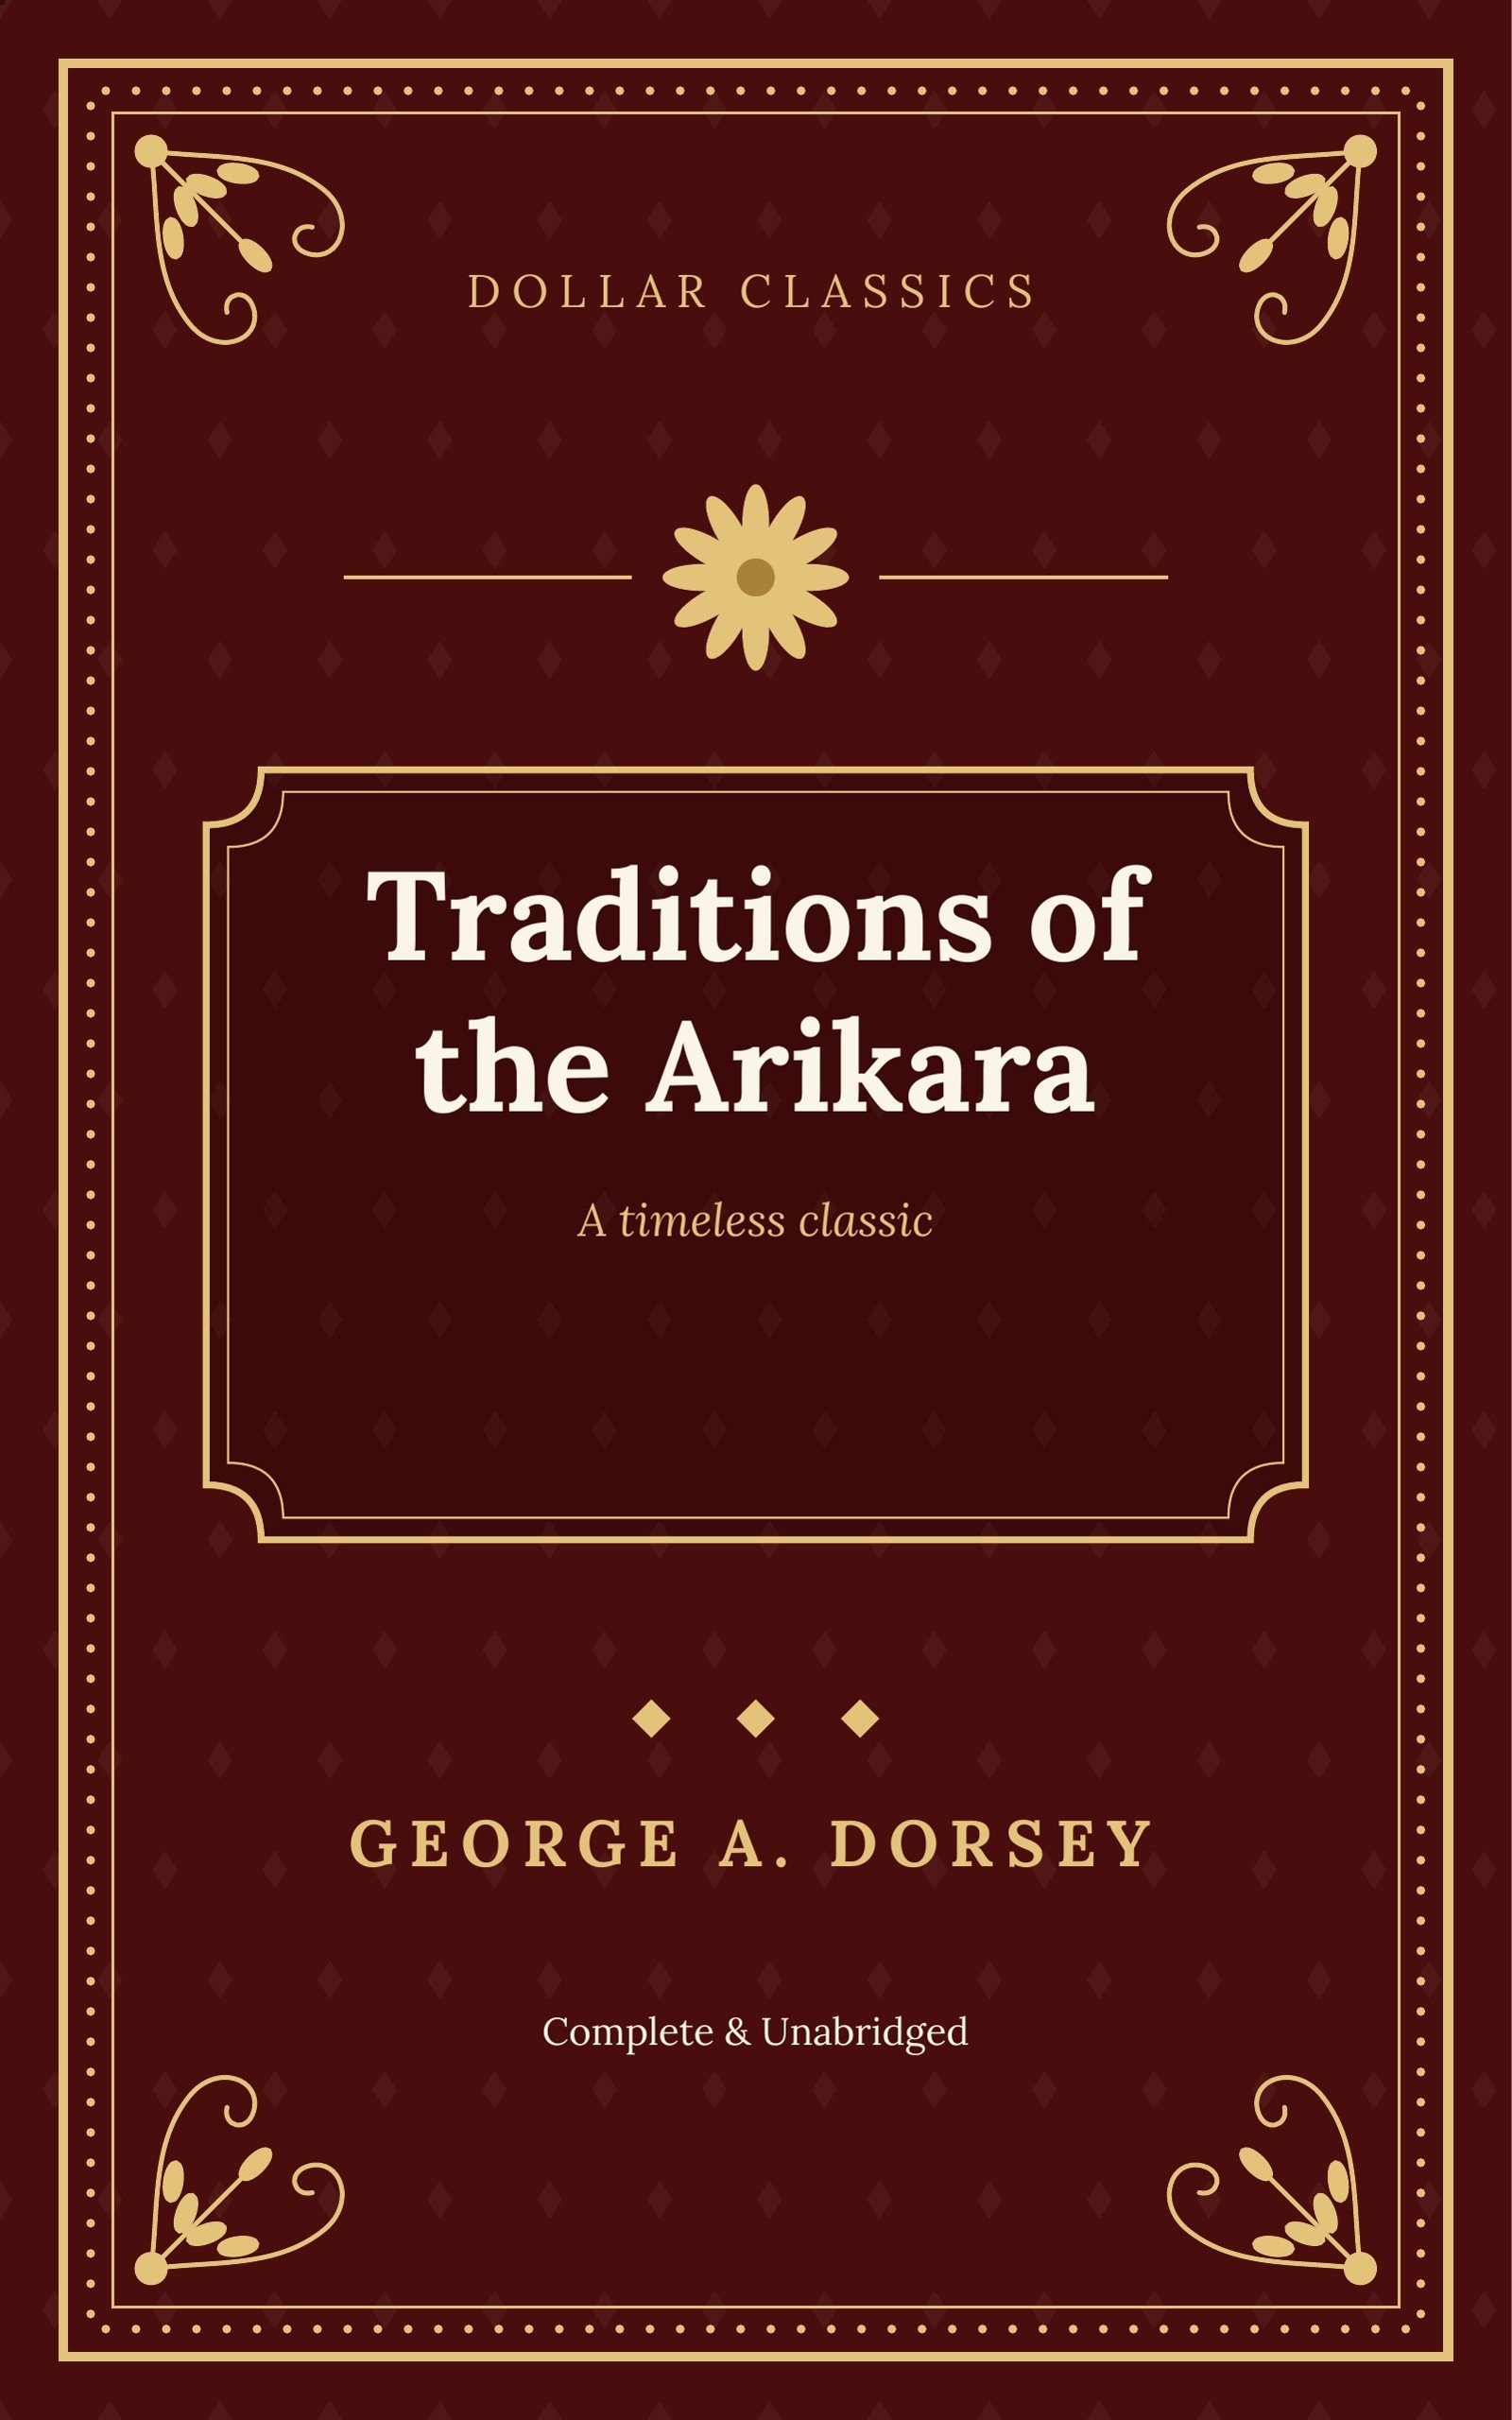 DOLLAR CLASSICS
Traditions of
the Arikara
A timeless classic
GEORGE A. DORSEY
Complete & Unabridged